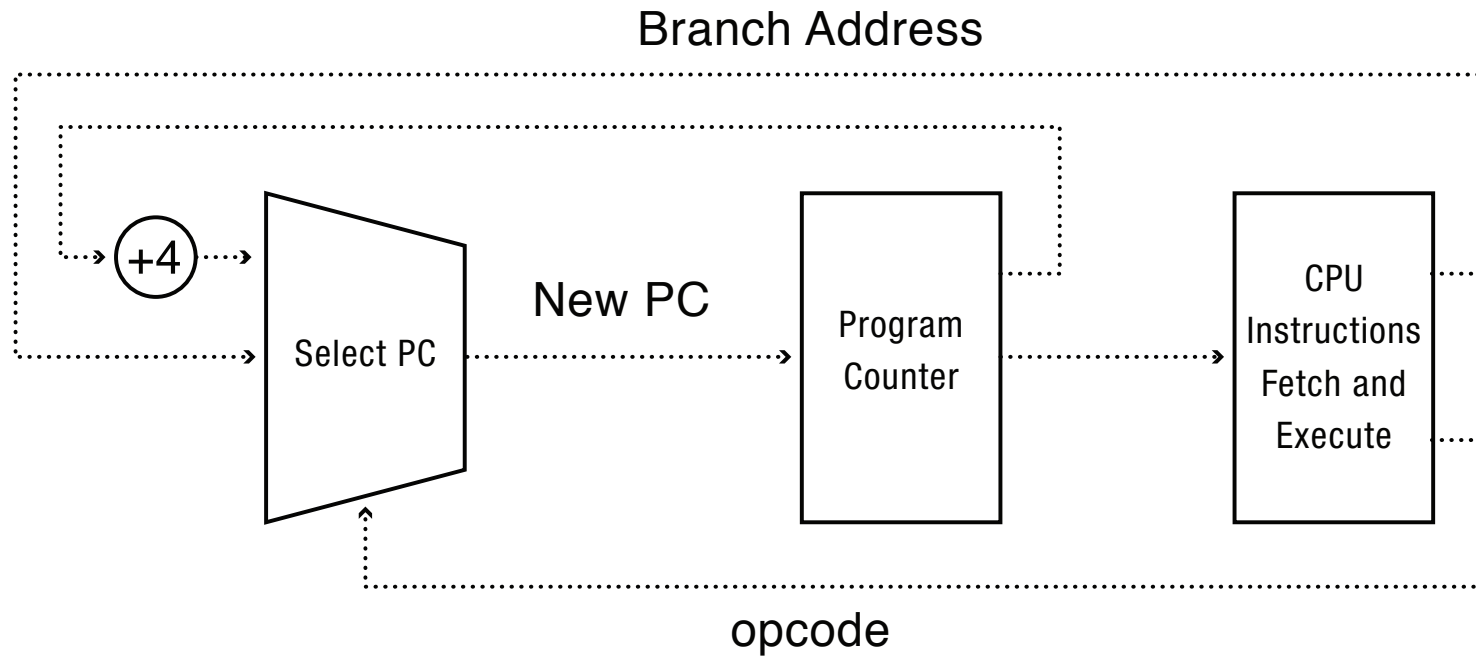 Branch Address
+4
Select PC
New PC
Program
Counter
CPU
Instructions
Fetch and
Execute
opcode